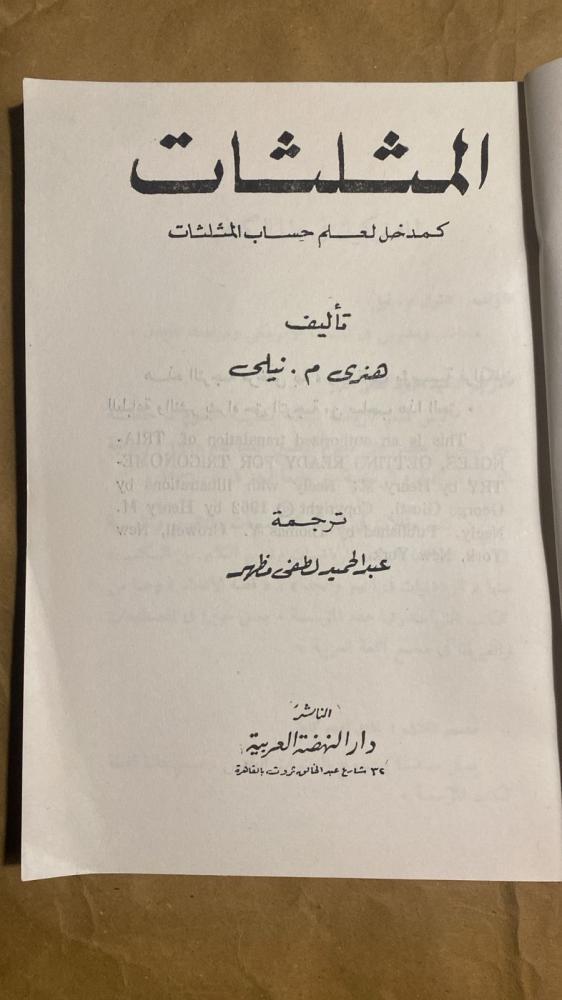 المثلثات
كمدخل لعلم حساب المثلثات
تأليف
هنرى م. نيلى
ترجمة
عبد الحميد لطفى مظهر
الناشر
دار النهضة العربية
٣٢ شارع عبد الخالق ثروت بالقاهرة